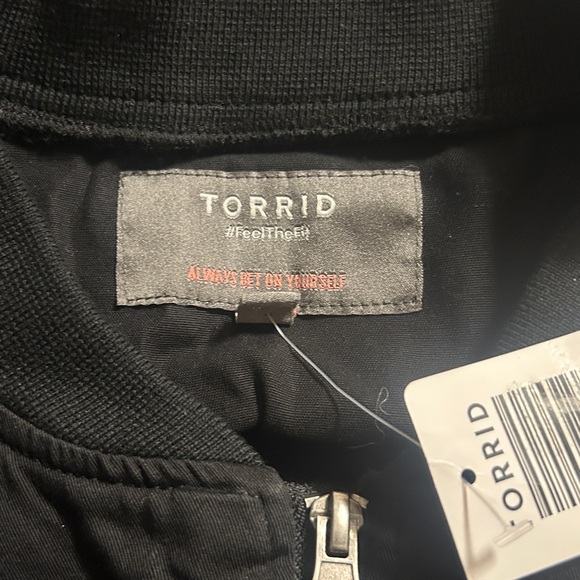 TORRID
#FeelTheFit
ALWAYS BET ON YOURSELF
TORRID